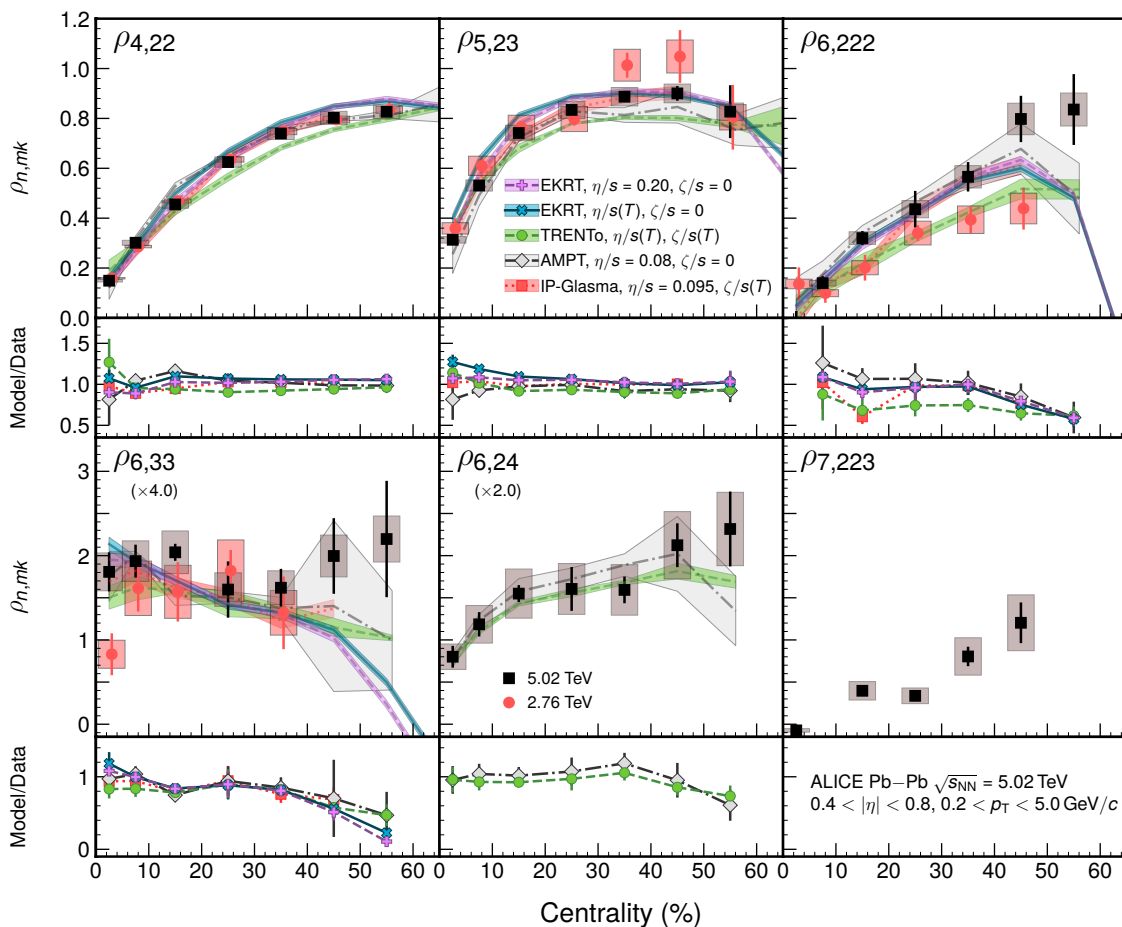 ρ4,22
ρ5,23
ρ6,222
1.2
1.0
0.8
0.6
0.4
0.2
0.0
ρn,mk
EKRT, η/s = 0.20, ζ/s = 0
EKRT, η/s(T), ζ/s = 0
TRENTo, η/s(T), ζ/s(T)
AMPT, η/s = 0.08, ζ/s = 0
IP-Glasma, η/s = 0.095, ζ/s(T)
Model/Data
1.5
1.0
0.5
ρ6,33
(×4.0)
ρ6,24
(×2.0)
ρ7,223
3
2
1
0
ρn,mk
5.02 TeV
2.76 TeV
Model/Data
1
0
ALICE Pb−Pb √sNN = 5.02 TeV
0.4 < |η| < 0.8, 0.2 < pT < 5.0 GeV/c
0 10 20 30 40 50 60
0 10 20 30 40 50 60
0 10 20 30 40 50 60
Centrality (%)